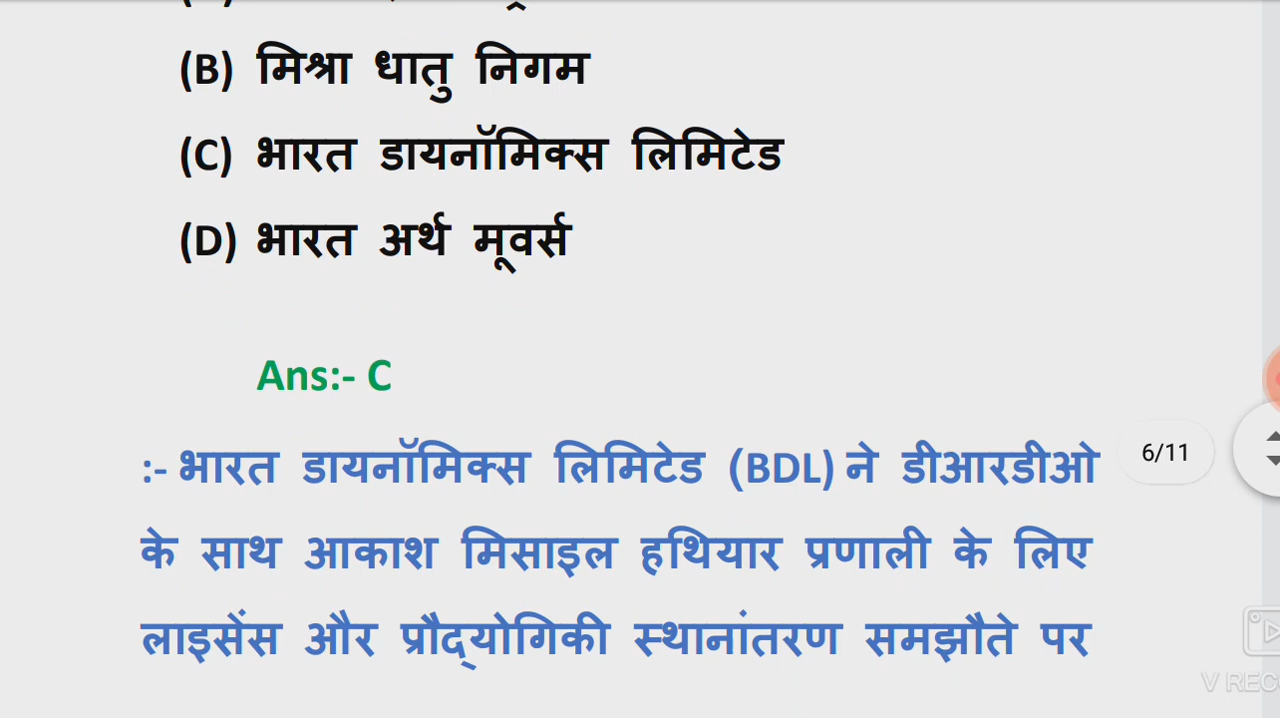 (B) मिश्रा धातु निगम
(C) भारत डायनॉमिक्स लिमिटेड
(D) भारत अर्थ मूवर्स
Ans:- C
:- भारत डायनॉमिक्स लिमिटेड (BDL) ने डीआरडीओ
6/11
के साथ आकाश मिसाइल हथियार प्रणाली के लिए
लाइसेंस और प्रौद्योगिकी स्थानांतरण समझौते पर
V REC